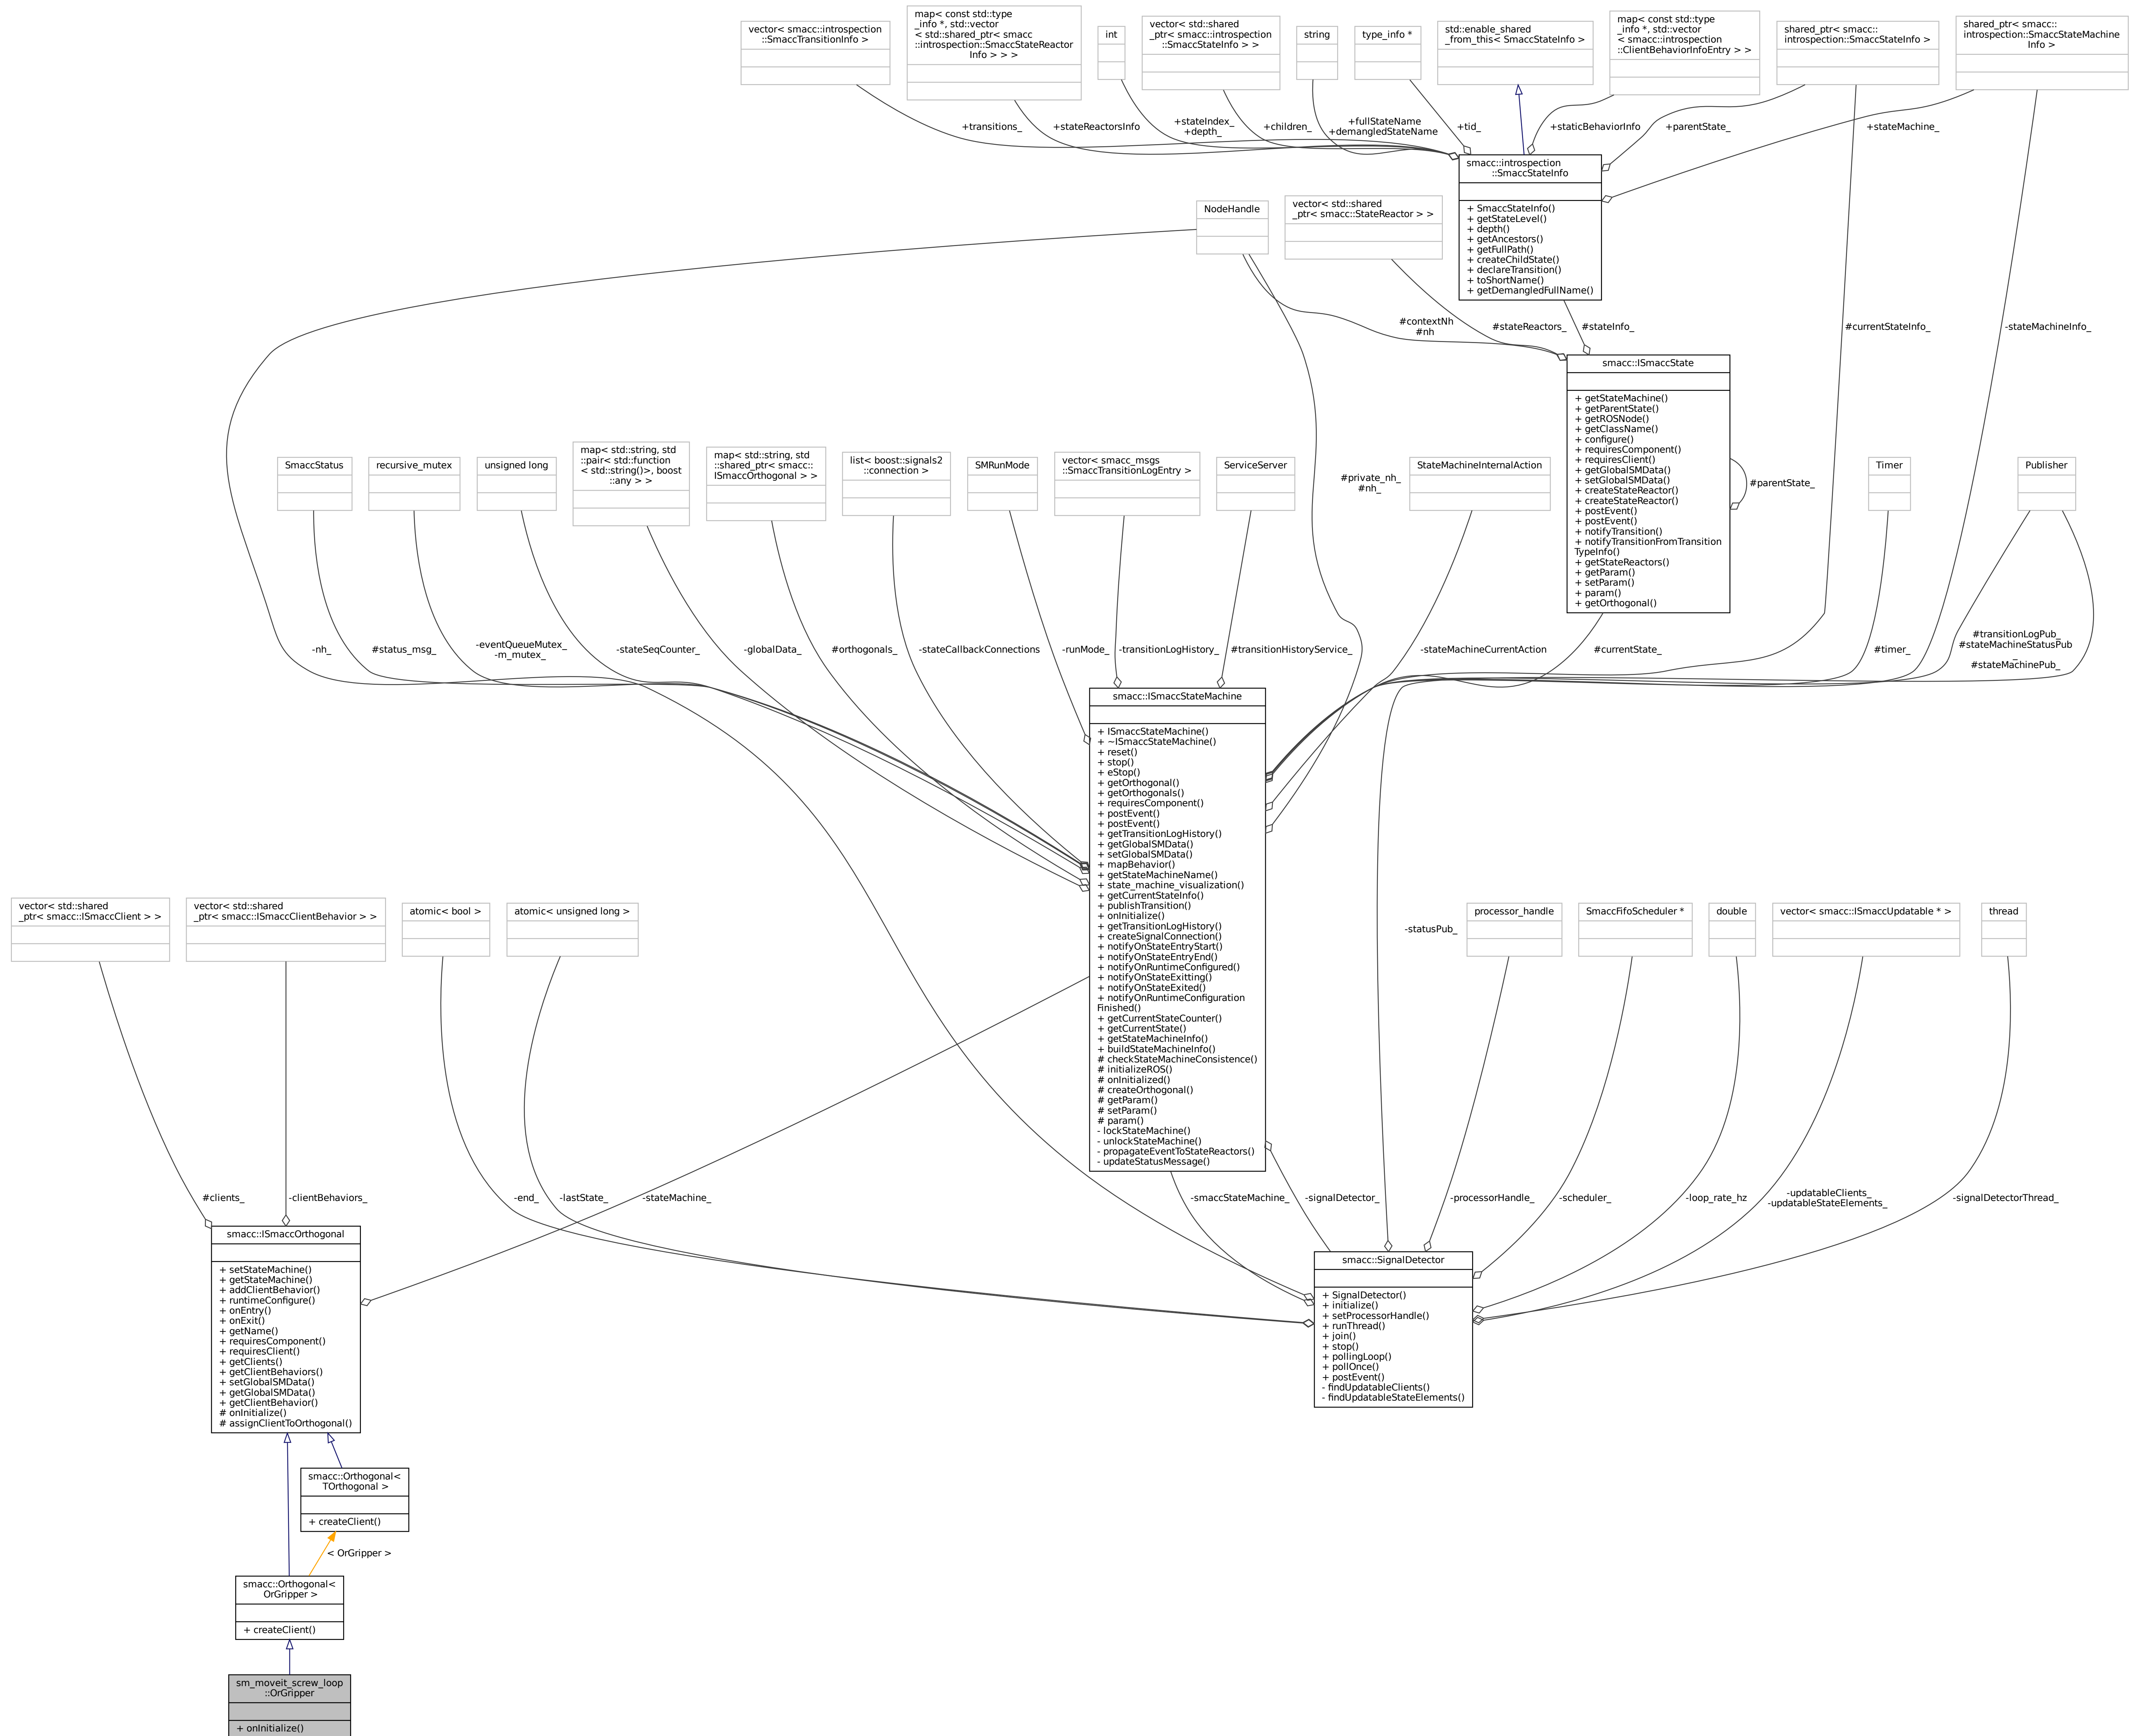 vector< smacc::introspection
::SmaccTransitionInfo >
map< const std::type
_info *, std::vector
< std::shared_ptr< smacc
::introspection::SmaccStateReactor
Info > > >
int
vector< std::shared
_ptr< smacc::introspection
::SmaccStateInfo > >
string
type_info *
std::enable_shared
_from_this< SmaccStateInfo >
map< const std::type
_info *, std::vector
< smacc::introspection
::ClientBehaviorInfoEntry > >
shared_ptr< smacc::
introspection::SmaccStateInfo >
shared_ptr< smacc::
introspection::SmaccStateMachine
Info >
+transitions_
+stateReactorsInfo
+stateIndex_
+depth_
+children_
+fullStateName
+demangledStateName
+tid_
+staticBehaviorInfo
+parentState_
+stateMachine_
smacc::introspection
::SmaccStateInfo
+ SmaccStateInfo()
+ getStateLevel()
+ depth()
+ getAncestors()
+ getFullPath()
+ createChildState()
+ declareTransition()
+ toShortName()
+ getDemangledFullName()
NodeHandle
vector< std::shared
_ptr< smacc::StateReactor > >
#contextNh
#nh
#stateReactors_
#stateInfo_
#currentStateInfo_
-stateMachineInfo_
smacc::ISmaccState
+ getStateMachine()
+ getParentState()
+ getROSNode()
+ getClassName()
+ configure()
+ requiresComponent()
+ requiresClient()
+ getGlobalSMData()
+ setGlobalSMData()
+ createStateReactor()
+ createStateReactor()
+ postEvent()
+ postEvent()
+ notifyTransition()
+ notifyTransitionFromTransition
TypeInfo()
+ getStateReactors()
+ getParam()
+ setParam()
+ param()
+ getOrthogonal()
#parentState_
SmaccStatus
recursive_mutex
unsigned long
map< std::string, std
::pair< std::function
< std::string()>, boost
::any > >
map< std::string, std
::shared_ptr< smacc::
ISmaccOrthogonal > >
list< boost::signals2
::connection >
SMRunMode
vector< smacc_msgs
::SmaccTransitionLogEntry >
ServiceServer
#private_nh_
#nh_
StateMachineInternalAction
Timer
Publisher
-nh_
#status_msg_
-eventQueueMutex_
-m_mutex_
-stateSeqCounter_
-globalData_
#orthogonals_
-stateCallbackConnections
-runMode_
-transitionLogHistory_
#transitionHistoryService_
-stateMachineCurrentAction
#currentState_
#timer_
#transitionLogPub_
#stateMachineStatusPub
_
#stateMachinePub_
smacc::ISmaccStateMachine
+ ISmaccStateMachine()
+ ~ISmaccStateMachine()
+ reset()
+ stop()
+ eStop()
+ getOrthogonal()
+ getOrthogonals()
+ requiresComponent()
+ postEvent()
+ postEvent()
+ getTransitionLogHistory()
+ getGlobalSMData()
+ setGlobalSMData()
+ mapBehavior()
+ getStateMachineName()
+ state_machine_visualization()
+ getCurrentStateInfo()
+ publishTransition()
+ onInitialize()
+ getTransitionLogHistory()
+ createSignalConnection()
+ notifyOnStateEntryStart()
+ notifyOnStateEntryEnd()
+ notifyOnRuntimeConfigured()
+ notifyOnStateExitting()
+ notifyOnStateExited()
+ notifyOnRuntimeConfiguration
Finished()
+ getCurrentStateCounter()
+ getCurrentState()
+ getStateMachineInfo()
+ buildStateMachineInfo()
# checkStateMachineConsistence()
# initializeROS()
# onInitialized()
# createOrthogonal()
# getParam()
# setParam()
# param()
- lockStateMachine()
- unlockStateMachine()
- propagateEventToStateReactors()
- updateStatusMessage()
vector< std::shared
_ptr< smacc::ISmaccClient > >
vector< std::shared
_ptr< smacc::ISmaccClientBehavior > >
atomic< bool >
atomic< unsigned long >
-statusPub_
processor_handle
SmaccFifoScheduler *
double
vector< smacc::ISmaccUpdatable * >
thread
#clients_
-clientBehaviors_
-end_
-lastState_
-stateMachine_
-smaccStateMachine_
-signalDetector_
-processorHandle_
-scheduler_
-loop_rate_hz
-updatableClients_
-updatableStateElements_
-signalDetectorThread_
smacc::ISmaccOrthogonal
+ setStateMachine()
+ getStateMachine()
+ addClientBehavior()
+ runtimeConfigure()
+ onEntry()
+ onExit()
+ getName()
+ requiresComponent()
+ requiresClient()
+ getClients()
+ getClientBehaviors()
+ setGlobalSMData()
+ getGlobalSMData()
+ getClientBehavior()
# onInitialize()
# assignClientToOrthogonal()
smacc::SignalDetector
+ SignalDetector()
+ initialize()
+ setProcessorHandle()
+ runThread()
+ join()
+ stop()
+ pollingLoop()
+ pollOnce()
+ postEvent()
- findUpdatableClients()
- findUpdatableStateElements()
smacc::Orthogonal<
TOrthogonal >
+ createClient()
< OrGripper >
smacc::Orthogonal<
OrGripper >
+ createClient()
sm_moveit_screw_loop
::OrGripper
+ onInitialize()